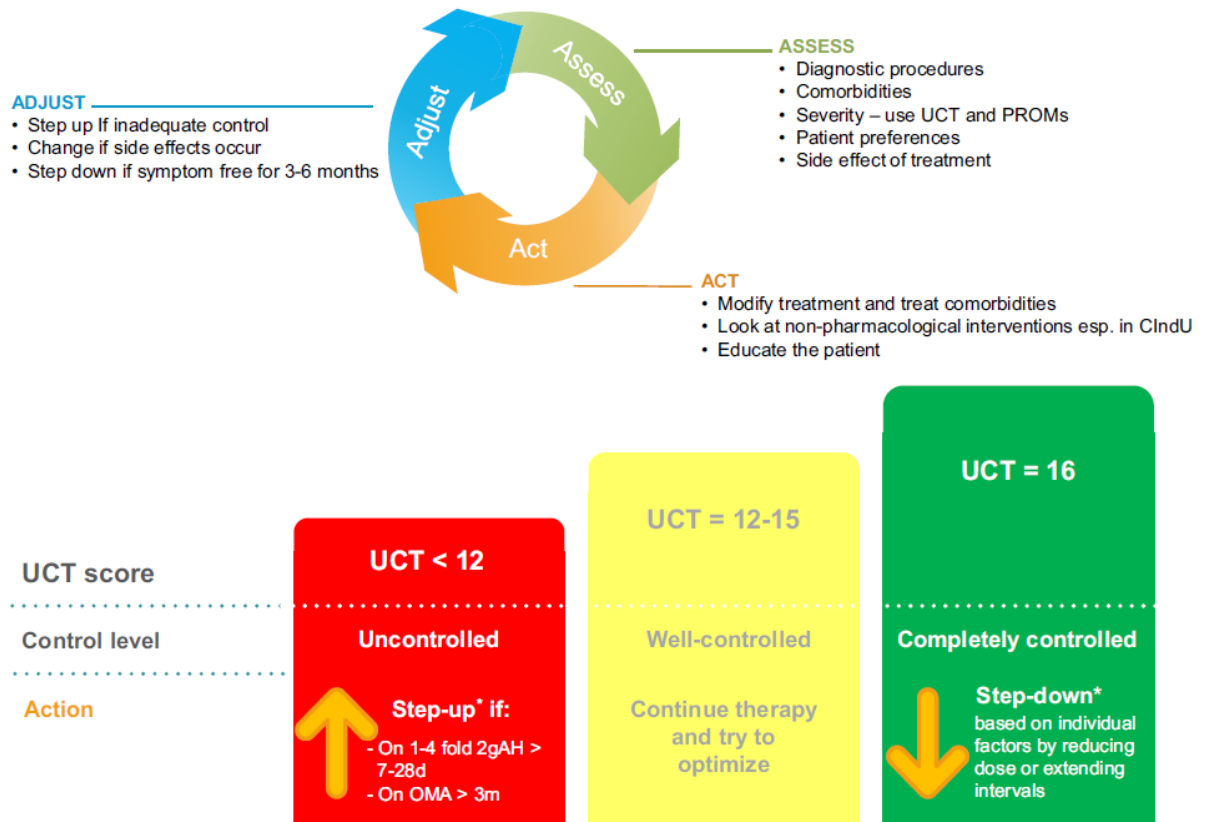 Adjust
Assess
Act
ASSESS
• Diagnostic procedures
• Comorbidities
• Severity – use UCT and PROMs
• Patient preferences
• Side effect of treatment
ADJUST
• Step up If inadequate control
• Change if side effects occur
• Step down if symptom free for 3-6 months
ACT
• Modify treatment and treat comorbidities
• Look at non-pharmacological interventions esp. in CIndU
• Educate the patient
UCT score
UCT < 12
UCT = 12-15
UCT = 16
Control level
Uncontrolled
Well-controlled
Completely controlled
Action
Step-up* if:
- On 1-4 fold 2gAH >
7-28d
- On OMA > 3m
Continue therapy
and try to
optimize
Step-down*
based on individual
factors by reducing
dose or extending
intervals